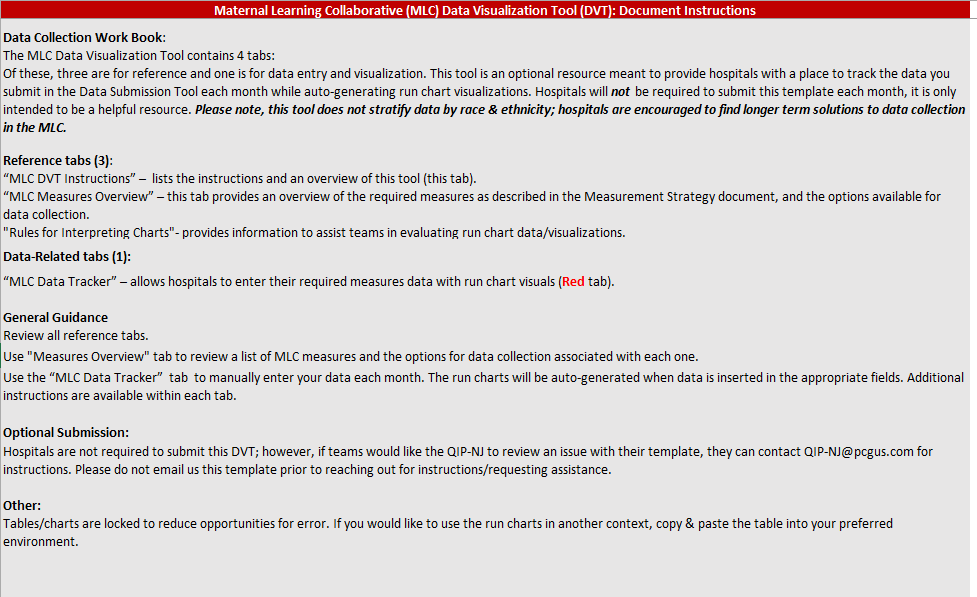 Maternal Learning Collaborative (MLC) Data Visualization Tool (DVT): Document Instructions
Data Collection Work Book:
The MLC Data Visualization Tool contains 4 tabs:
Of these, three are for reference and one is for data entry and visualization. This tool is an optional resource meant to provide hospitals with a place to track the data you
submit in the Data Submission Tool each month while auto-generating run chart visualizations. Hospitals will not be required to submit this template each month, it is only
intended to be a helpful resource. Please note, this tool does not stratify data by race & ethnicity; hospitals are encouraged to find longer term solutions to data collection
in the MLC.
Reference tabs (3):
“MLC DVT Instructions” – lists the instructions and an overview of this tool (this tab).
“MLC Measures Overview” – this tab provides an overview of the required measures as described in the Measurement Strategy document, and the options available for
data collection.
"Rules for Interpreting Charts"- provides information to assist teams in evaluating run chart data/visualizations.
Data-Related tabs (1):
“MLC Data Tracker” – allows hospitals to enter their required measures data with run chart visuals (Red tab).
General Guidance
Review all reference tabs.
Use "Measures Overview" tab to review a list of MLC measures and the options for data collection associated with each one.
Use the “MLC Data Tracker” tab to manually enter your data each month. The run charts will be auto-generated when data is inserted in the appropriate fields. Additional
instructions are available within each tab.
Optional Submission:
Hospitals are not required to submit this DVT; however, if teams would like the QIP-NJ to review an issue with their template, they can contact QIP-NJ@pcgus.com for
instructions. Please do not email us this template prior to reaching out for instructions/requesting assistance.
Other:
Tables/charts are locked to reduce opportunities for error. If you would like to use the run charts in another context, copy & paste the table into your preferred
environment.